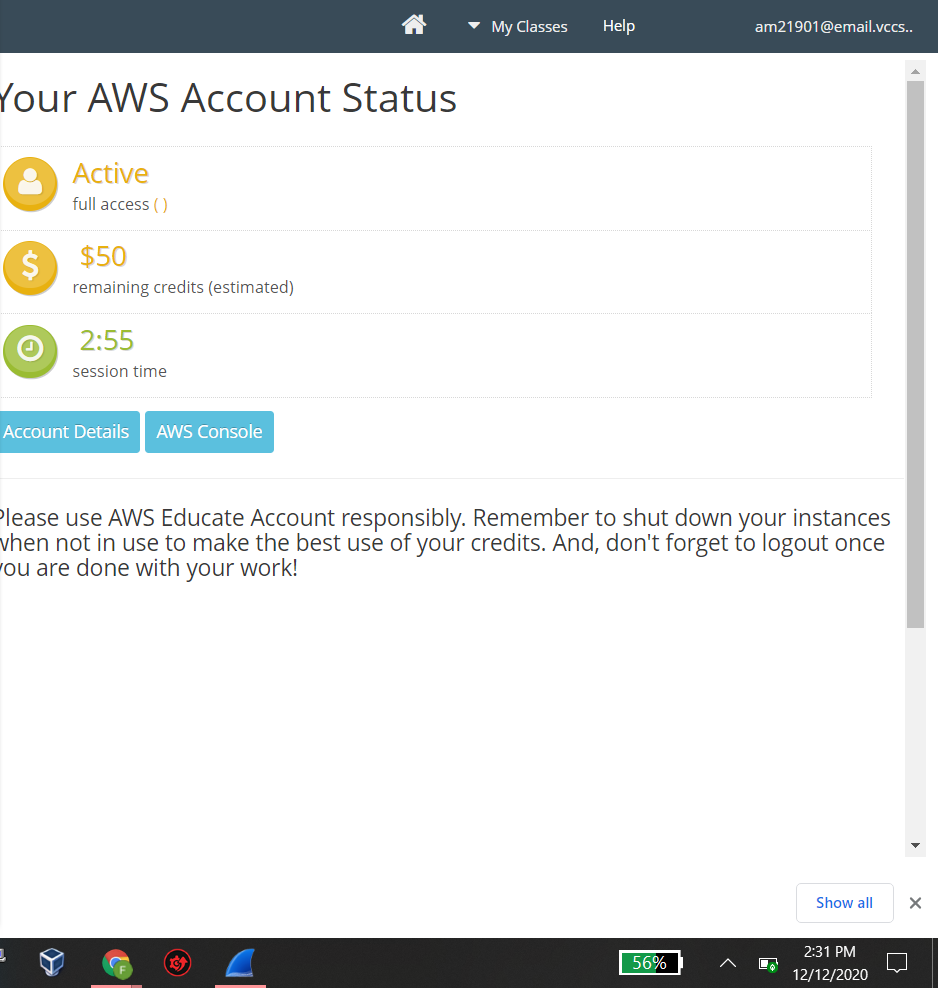 My Classes Help am21901@email.vccs..
Your AWS Account Status
Active
full access ( )
$50
remaining credits (estimated)
2:55
session time
Account Details AWS Console
Please use AWS Educate Account responsibly. Remember to shut down your instances
when not in use to make the best use of your credits. And, don't forget to logout once
you are done with your work!
Show all
F
56%
2:31 PM
12/12/2020